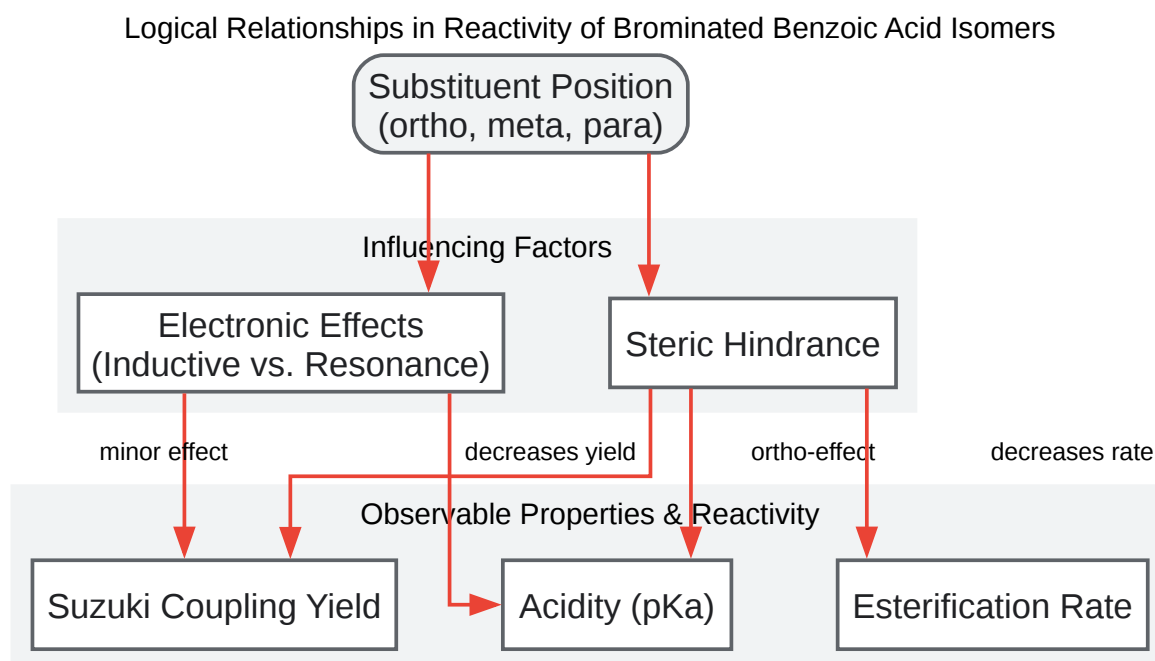 Logical Relationships in Reactivity of Brominated Benzoic Acid Isomers
Substituent Position
(ortho, meta, para)
Influencing Factors
Electronic Effects
(Inductive vs. Resonance)
Steric Hindrance
minor effect
decreases yield
ortho-effect
decreases rate
Observable Properties & Reactivity
Suzuki Coupling Yield
Acidity (pKa)
Esterification Rate